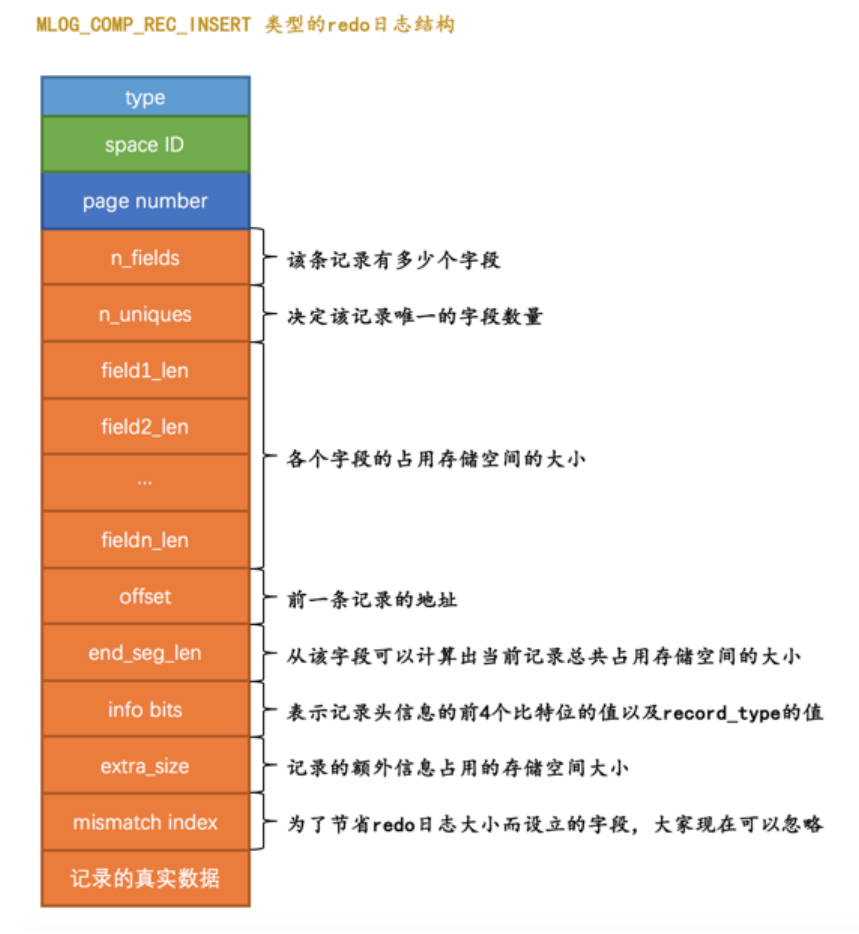 MLOG_COMP_REC_INSERT 类型的redo日志结构
type
space ID
page number
n_fields
该条记录有多少个字段
n_uniques
决定该记录唯一的字段数量
field1_len
field2_len
...
fieldn_len
各个字段的占用存储空间的大小
offset
前一条记录的地址
end_seg_len
从该字段可以计算出当前记录总共占用存储空间的大小
info bits
表示记录头信息的前4个比特位的值以及record_type的值
extra_size
记录的额外信息占用的存储空间大小
mismatch index
为了节省redo日志大小而设立的字段，大家现在可以忽略
记录的真实数据